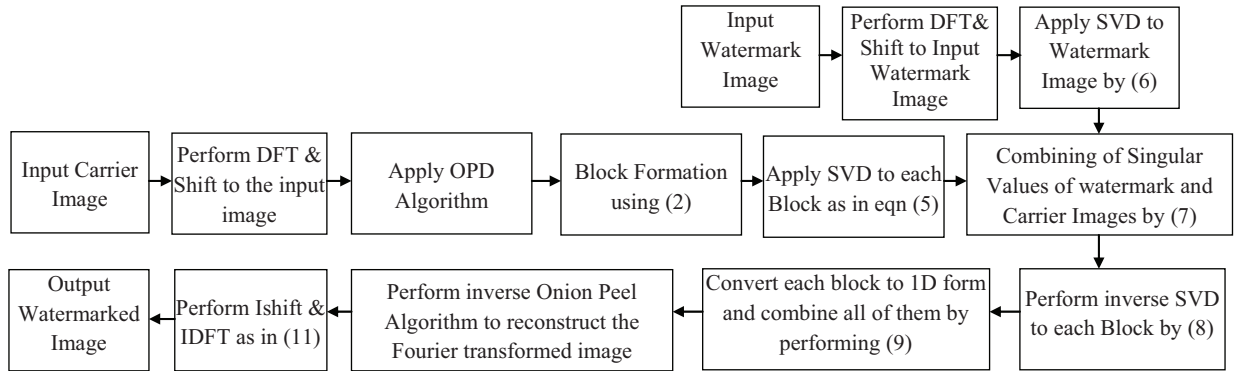 Input
Watermark
Image
Perform DFT&
Shift to Input
Watermark
Image
Apply SVD to
Watermark
Image by (6)
Input Carrier
Image
Perform DFT &
Shift to the input
image
Apply OPD
Algorithm
Block Formation
using (2)
Apply SVD to each
Block as in eqn (5)
Combining of Singular
Values of watermark and
Carrier Images by (7)
Output
Watermarked
Image
Perform Ishift &
IDFT as in (11)
Perform inverse Onion Peel
Algorithm to reconstruct the
Fourier transformed image
Convert each block to 1D form
and combine all of them by
performing (9)
Perform inverse SVD
to each Block by (8)